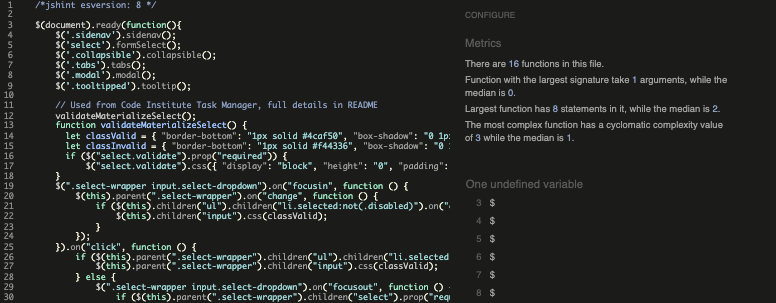 1 /*jshint esversion: 8 */
2
3 $(document).ready(function(){
4 $('.sidenav').sidenav();
5 $('select').formSelect();
6 $('.collapsible').collapsible();
7 $('.tabs').tabs();
8 $('.modal').modal();
9 $('.tooltipped').tooltip();
10
11 // Used from Code Institute Task Manager, full details in README
12 validateMaterializeSelect();
13 function validateMaterializeSelect() {
14 let classValid = { "border-bottom": "1px solid #4caf50", "box-shadow": "0 1p
15 let classInvalid = { "border-bottom": "1px solid #f44336", "box-shadow": "0
16 if ($("select.validate").prop("required")) {
17 $("select.validate").css({ "display": "block", "height": "0", "padding":
18 }
19 $(".select-wrapper input.select-dropdown").on("focusin", function () {
20 $(this).parent(".select-wrapper").on("change", function () {
21 if ($(this).children("ul").children("li.selected:not(.disabled)").on("
22 $(this).children("input").css(classValid);
23 }
24 });
25 }).on("click", function () {
26 if ($(this).parent(".select-wrapper").children("ul").children("li.selected
27 $(this).parent(".select-wrapper").children("input").css(classValid);
28 } else {
29 $(".select-wrapper input.select-dropdown").on("focusout", function () {
30 if ($(this).parent(".select-wrapper").children("select").prop("req
CONFIGURE
Metrics
There are 16 functions in this file.
Function with the largest signature take 1 arguments, while the
median is 0.
Largest function has 8 statements in it, while the median is 2.
The most complex function has a cyclomatic complexity value
of 3 while the median is 1.
One undefined variable
3 $
4 $
5 $
6 $
7 $
8 $